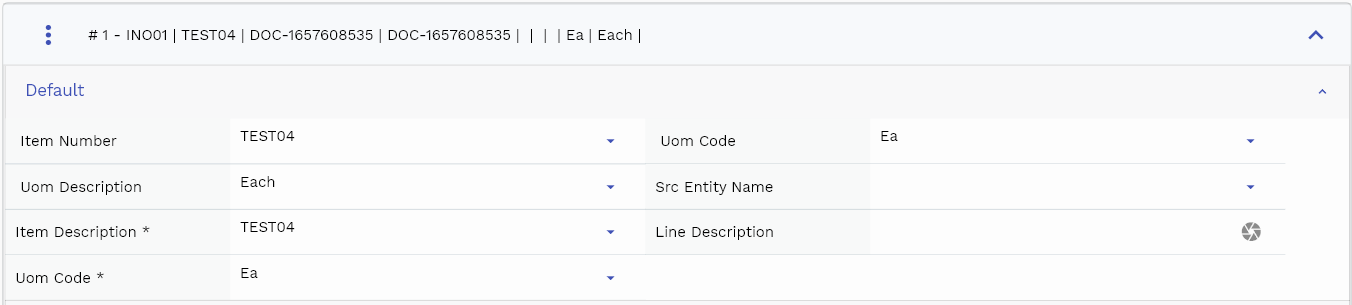 # 1 - INO01 | TEST04 | DOC-1657608535 | DOC-1657608535 | | | | Ea | Each |
Default
Item Number TEST04 Uom Code Ea
Uom Description Each Src Entity Name
Item Description * TEST04 Line Description
Uom Code * Ea